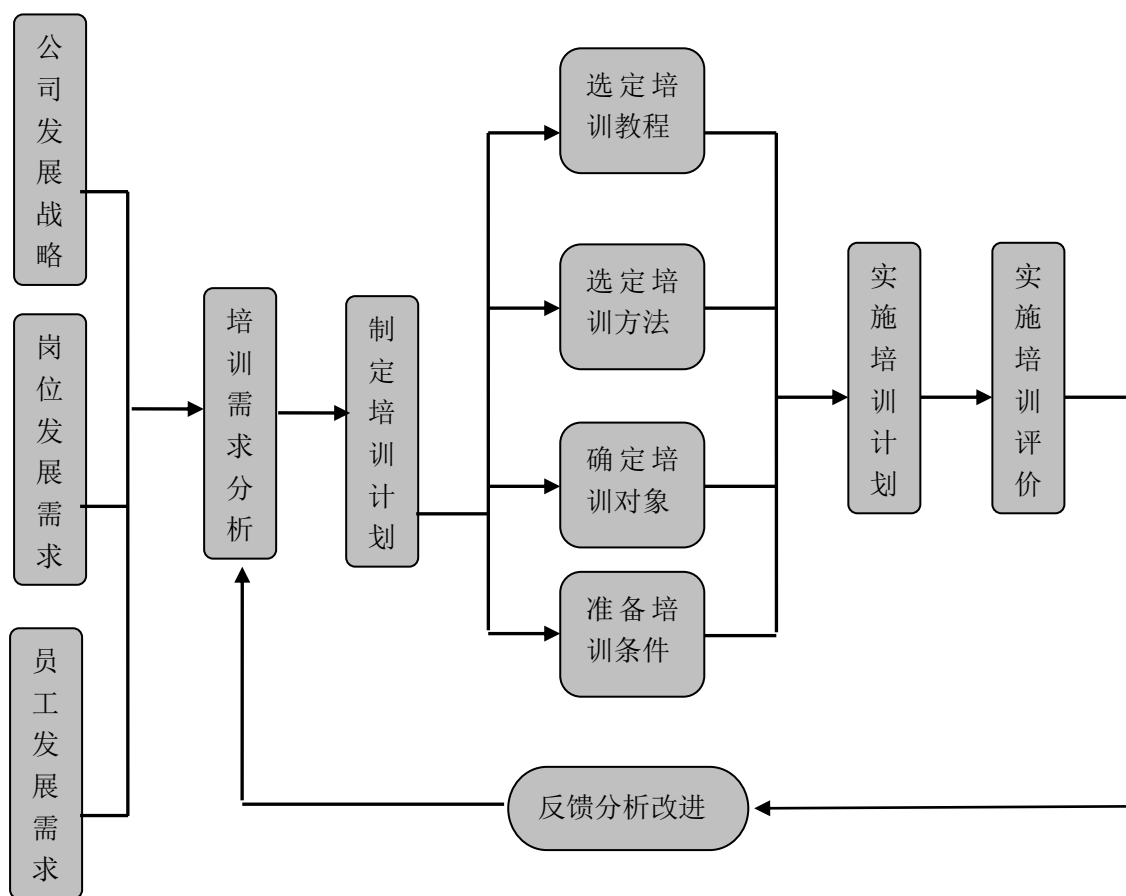 公司发展战略
岗位发展需求
员工发展需求
培训需求分析
制定培训计划
选定培
训教程
选定培
训方法
确定培
训对象
准备培
训条件
实施培训计划
实施培训评价
反馈分析改进